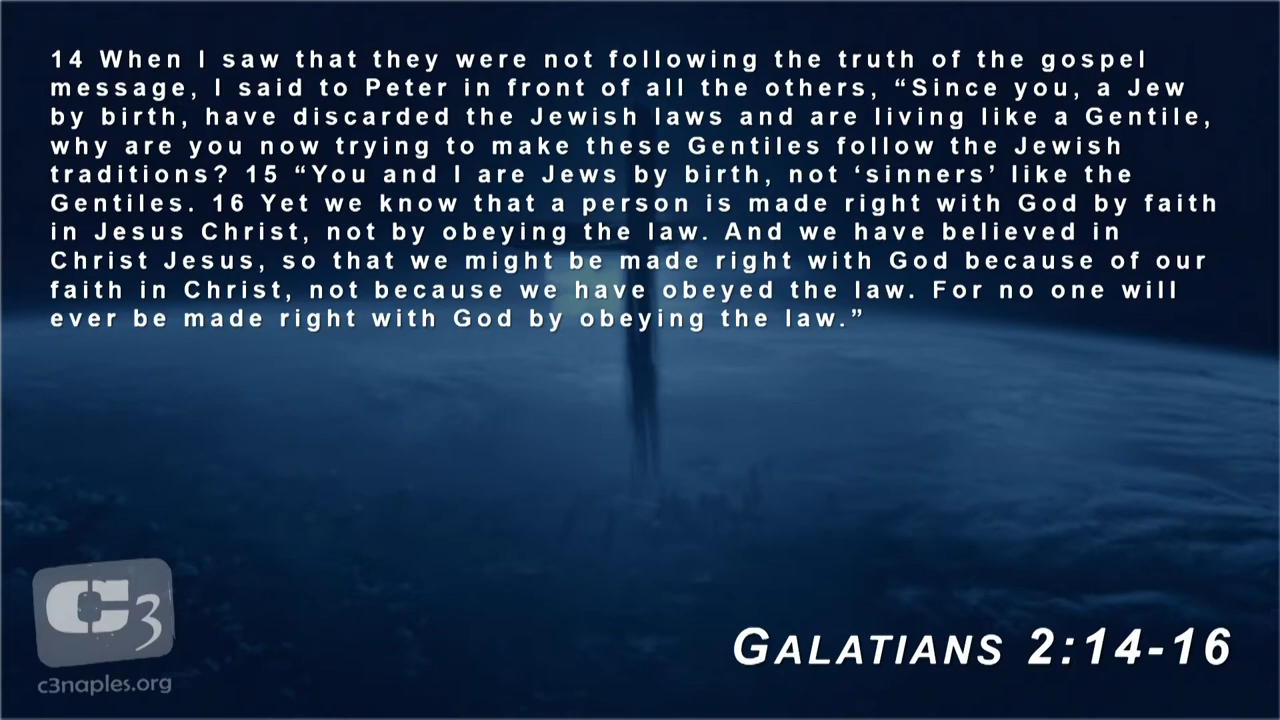 14 When I saw that they were not following the truth of the gospel
message, I said to Peter in front of all the others, “Since you, a Jew
by birth, have discarded the Jewish laws and are living like a Gentile,
why are you now trying to make these Gentiles follow the Jewish
traditions? 15 “You and I are Jews by birth, not ‘sinners’ like the
Gentiles. 16 Yet we know that a person is made right with God by faith
in Jesus Christ, not by obeying the law. And we have believed in
Christ Jesus, so that we might be made right with God because of our
faith in Christ, not because we have obeyed the law. For no one will
ever be made right with God by obeying the law.”
C3
c3naples.org
GALATIANS 2:14-16